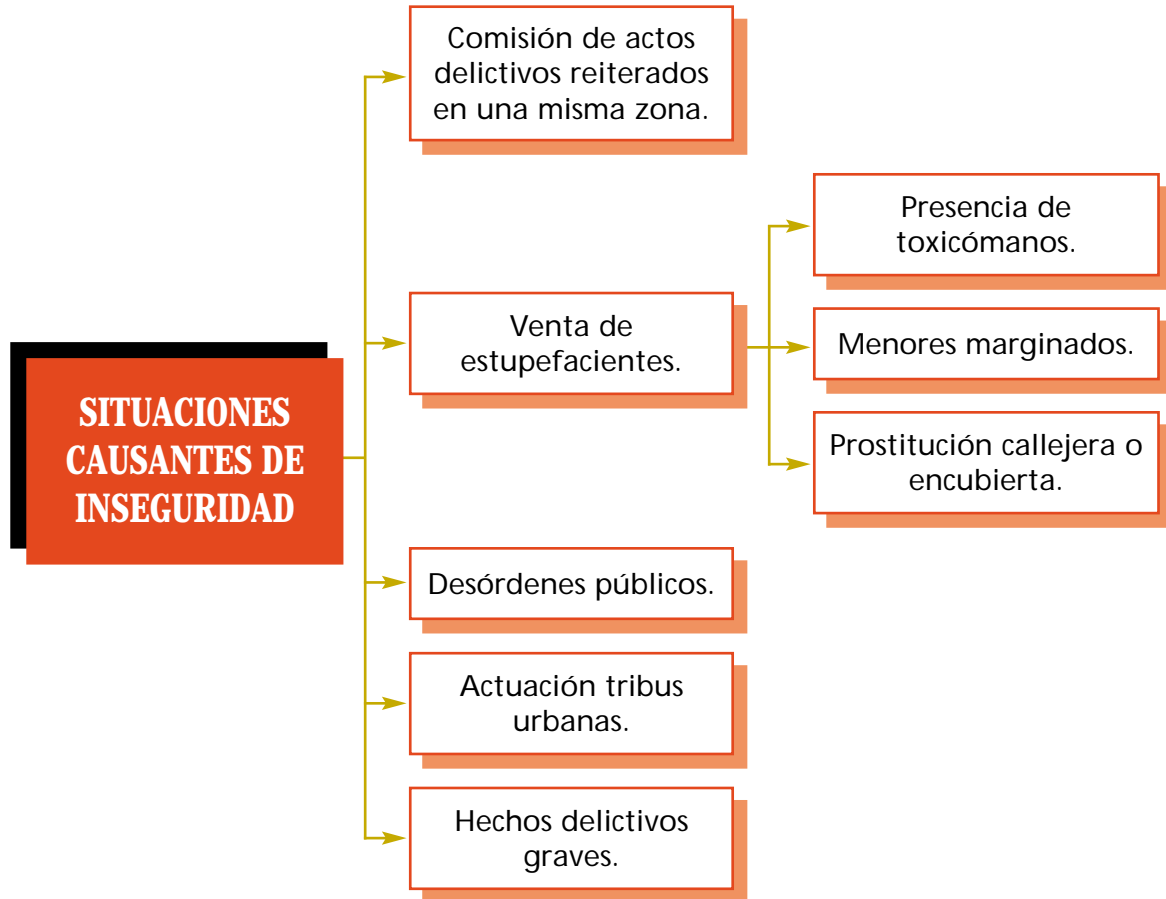 Comisión de actos
delictivos reiterados
en una misma zona.
Presencia de
toxicómanos.
Venta de
estupefacientes.
Menores marginados.
Prostitución callejera o
encubierta.
SITUACIONES
CAUSANTES DE
INSEGURIDAD
Desórdenes públicos.
Actuación tribus
urbanas.
Hechos delictivos
graves.